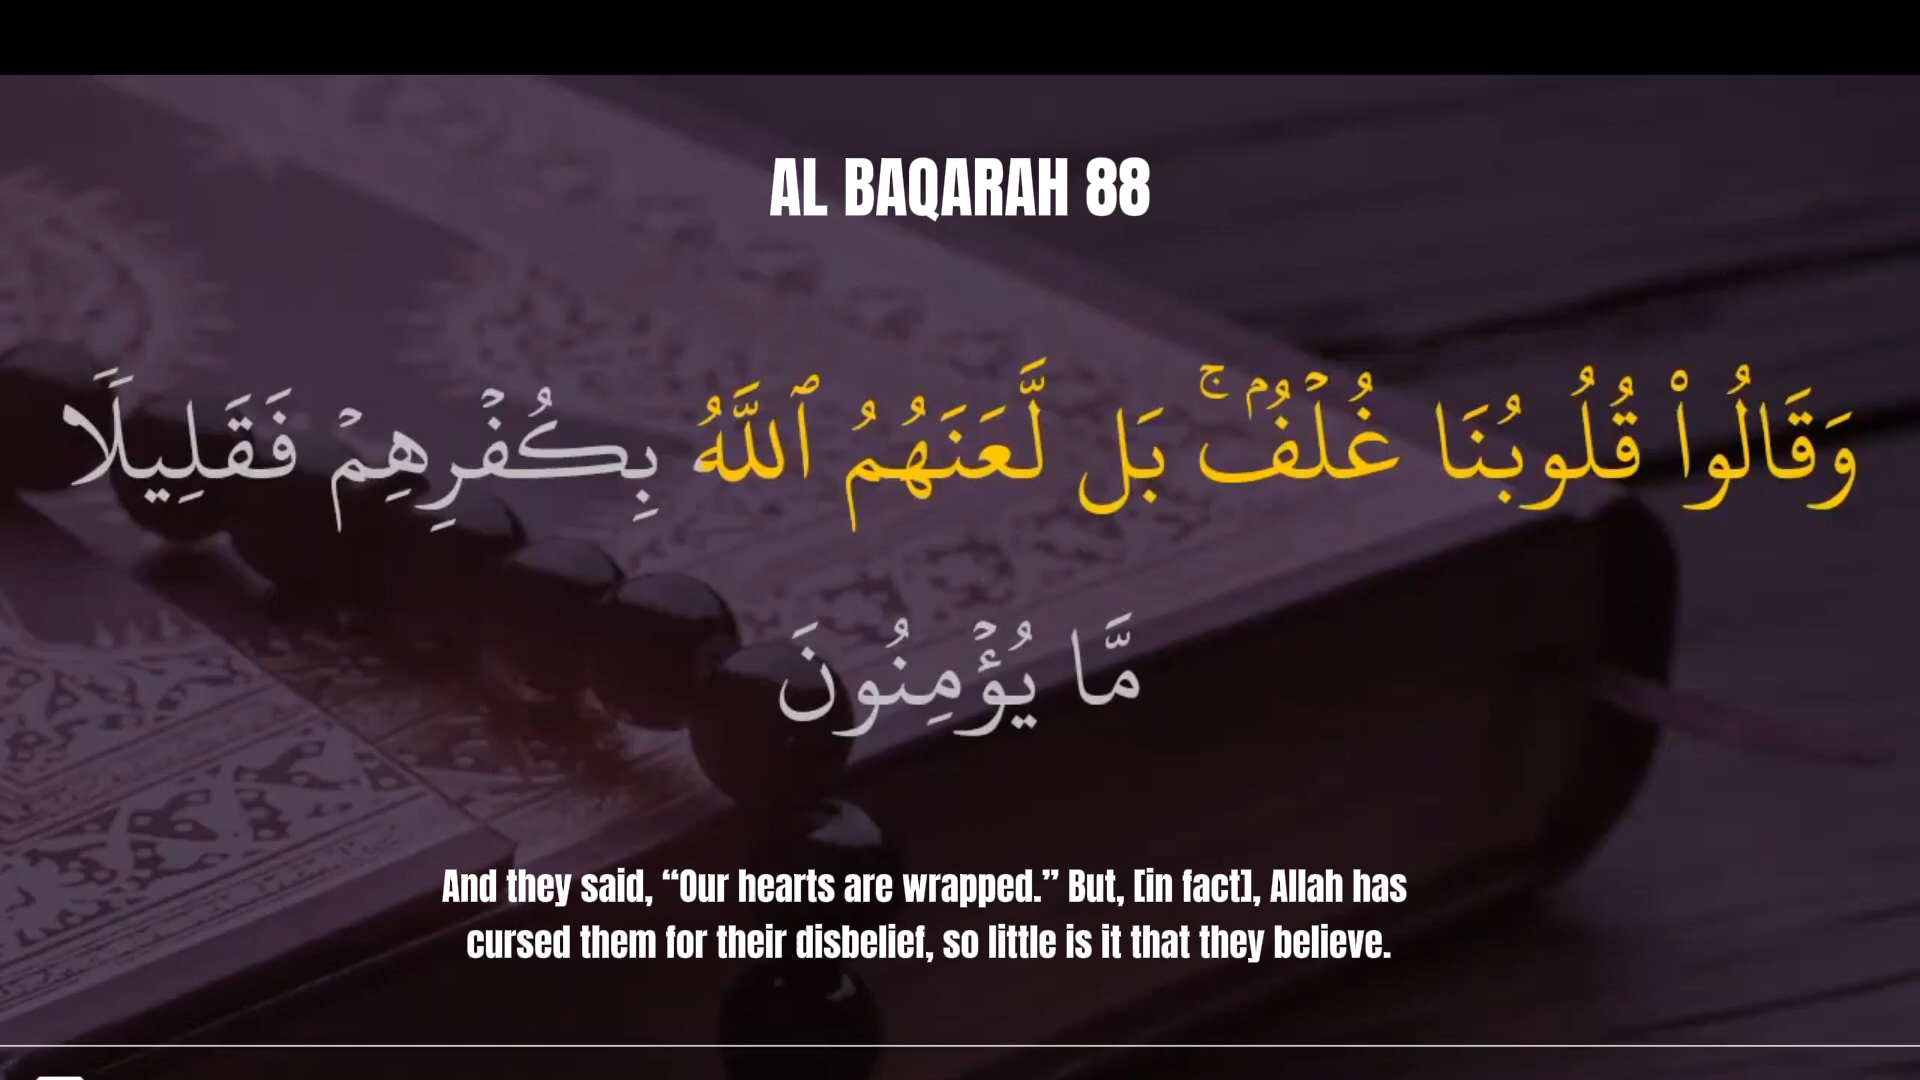 AL BAQARAH 88
وَقَالُوا۟ قُلُوبُنَا غُلْفُۢ ۚ بَل لَّعَنَهُمُ ٱللَّهُ بِكُفْرِهِمْ فَقَلِيلًا
مَّا يُؤْمِنُونَ
And they said, “Our hearts are wrapped.” But, [in fact], Allah has
cursed them for their disbelief, so little is it that they believe.